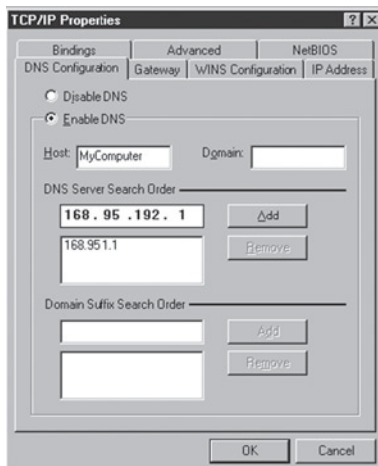 TCP/IP Properties ? X
Bindings Advanced NetBIOS
DNS Configuration Gateway WINS Configuration IP Address
Disable DNS
Enable DNS
Host: MyComputer Domain:
DNS Server Search Order
168. 95 .192. 1 Add
168.951.1 Remove
Domain Suffix Search Order
Add
Remove
OK Cancel